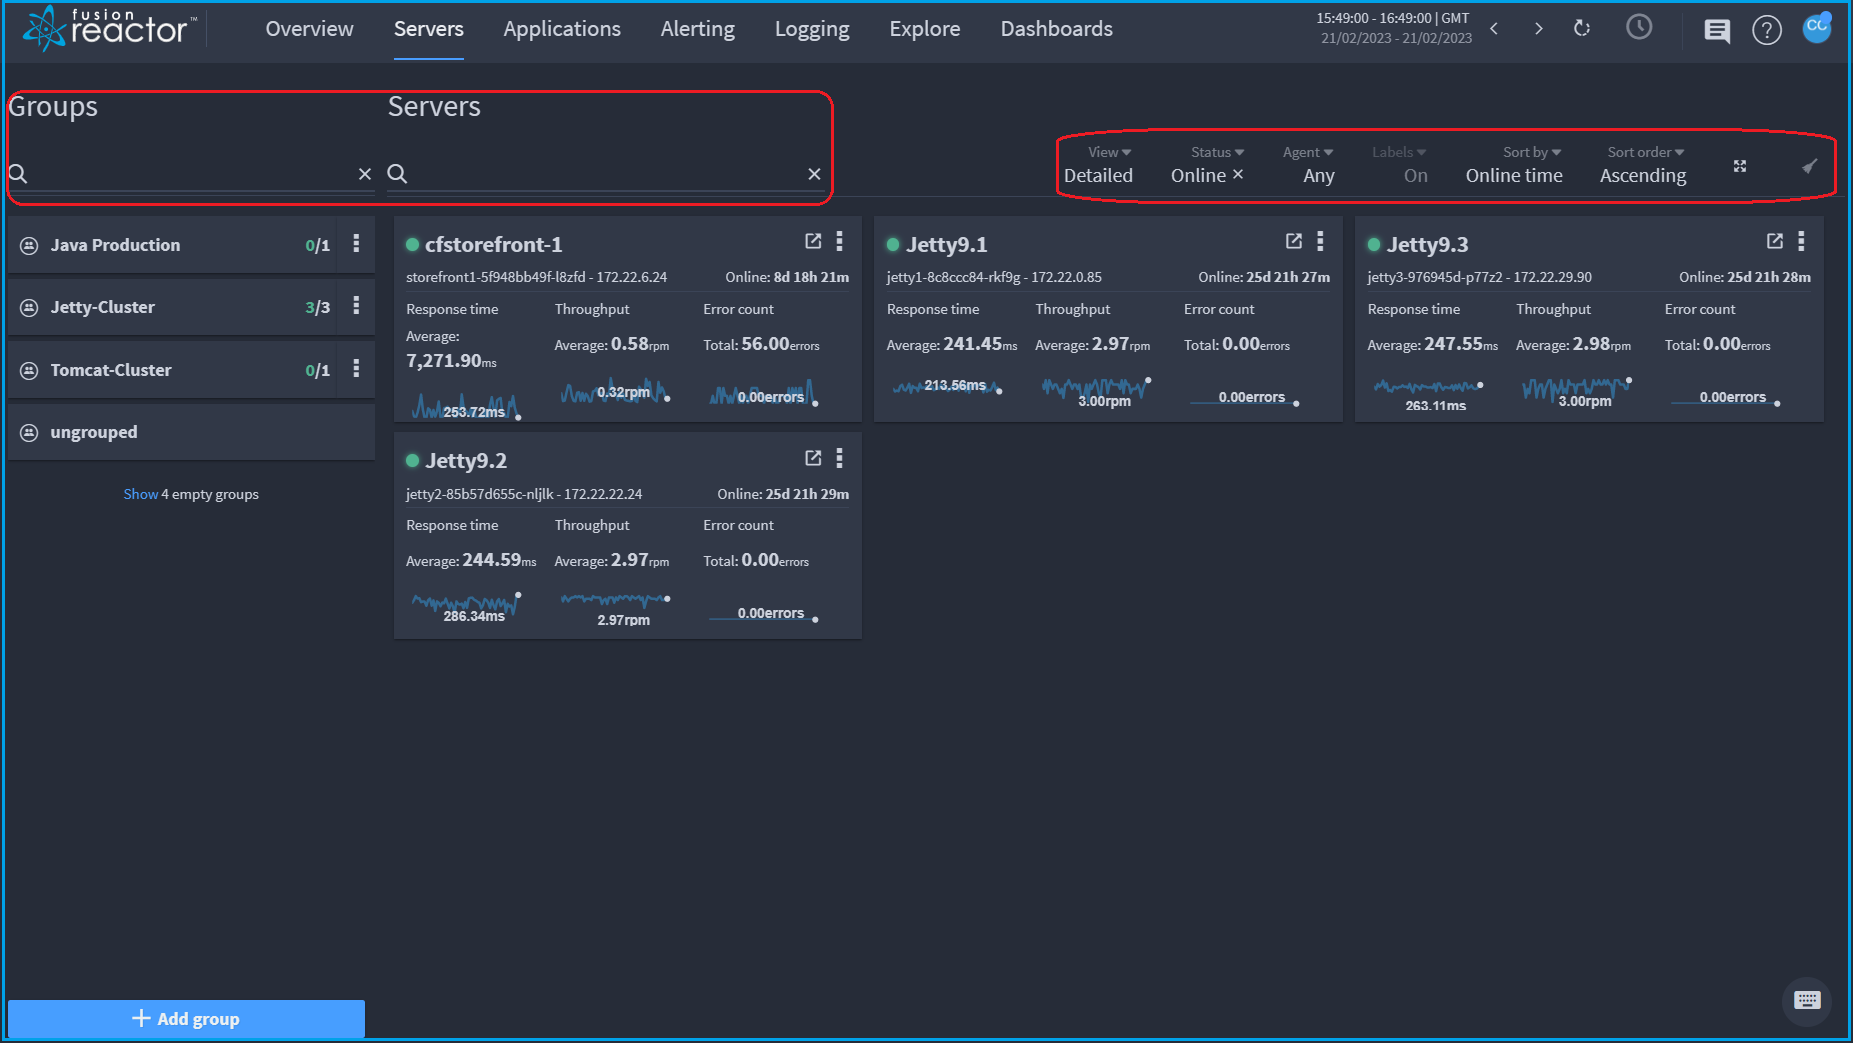 fusion
reactor™
Overview
Servers
Applications
Alerting
Logging
Explore
Dashboards
15:49:00 - 16:49:00 | GMT
21/02/2023 - 21/02/2023
CC
Groups
Servers
View
Detailed
Status
Online ×
Agent
Any
Labels
On
Sort by
Online time
Sort order
Ascending
Java Production 0/1
Jetty-Cluster 3/3
Tomcat-Cluster 0/1
ungrouped
Show 4 empty groups
cfstorefront-1
storefront1-5f948bb49f-l8zfd - 172.22.6.24 Online: 8d 18h 21m
Response time Throughput Error count
Average: 7,271.90ms Average: 0.58rpm Total: 56.00errors
253.72ms 0.32rpm 0.00errors
Jetty9.1
jetty1-8c8ccc84-rkf9g - 172.22.0.85 Online: 25d 21h 27m
Response time Throughput Error count
Average: 241.45ms Average: 2.97rpm Total: 0.00errors
213.56ms 3.00rpm 0.00errors
Jetty9.3
jetty3-976945d-p77z2 - 172.22.29.90 Online: 25d 21h 28m
Response time Throughput Error count
Average: 247.55ms Average: 2.98rpm Total: 0.00errors
263.11ms 3.00rpm 0.00errors
Jetty9.2
jetty2-85b57d655c-nljlk - 172.22.22.24 Online: 25d 21h 29m
Response time Throughput Error count
Average: 244.59ms Average: 2.97rpm Total: 0.00errors
286.34ms 2.97rpm 0.00errors
+ Add group